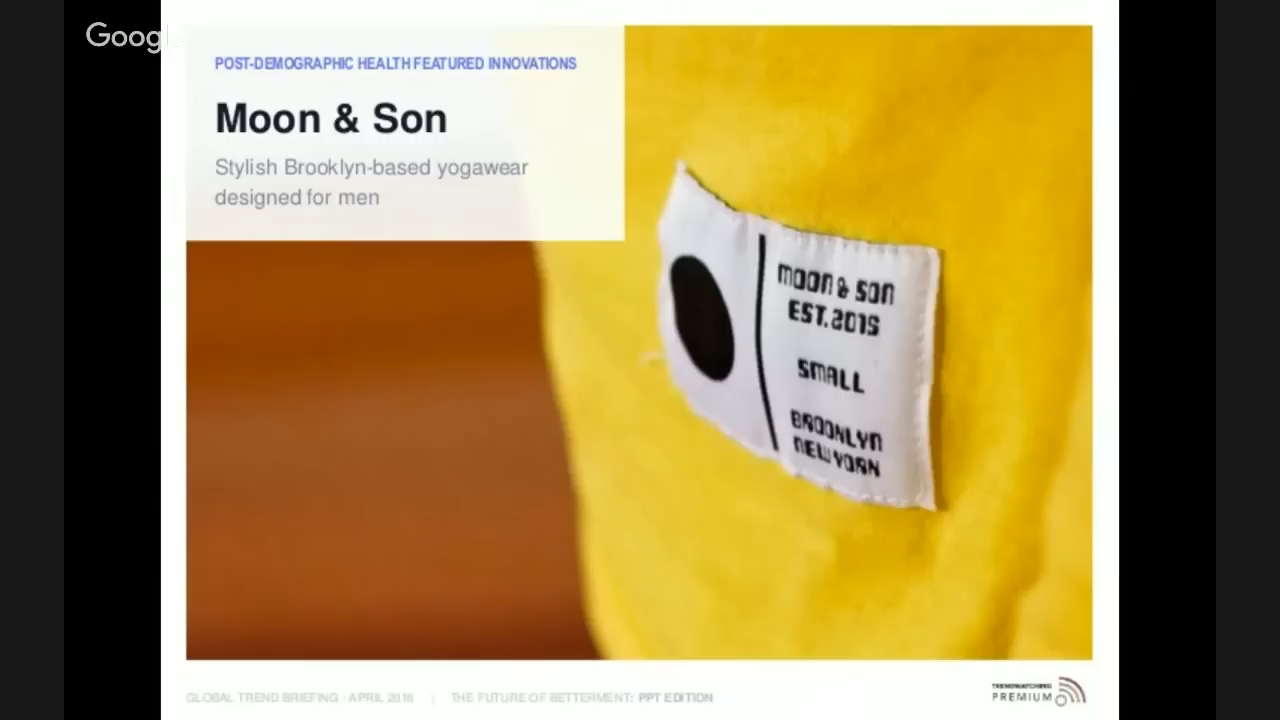 Google
POST-DEMOGRAPHIC HEALTH FEATURED INNOVATIONS
Moon & Son
Stylish Brooklyn-based yogawear
designed for men
MOON & SON
EST. 2015
SMALL
BROOKLYN
NEW YORK
GLOBAL TREND BRIEFING · APRIL 2016 | THE FUTURE OF BETTERMENT: PPT EDITION
TRENDWATCHING
PREMIUM